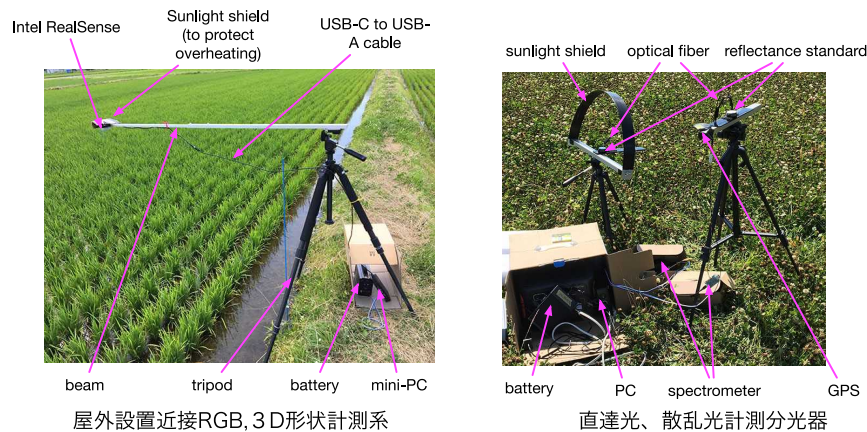 Intel RealSense
Sunlight shield
(to protect
overheating)
USB-C to USB-
A cable
beam
tripod
battery
mini-PC
屋外設置近接RGB,３D形状計測系
sunlight shield
optical fiber
reflectance standard
battery
PC
spectrometer
GPS
直達光、散乱光計測分光器